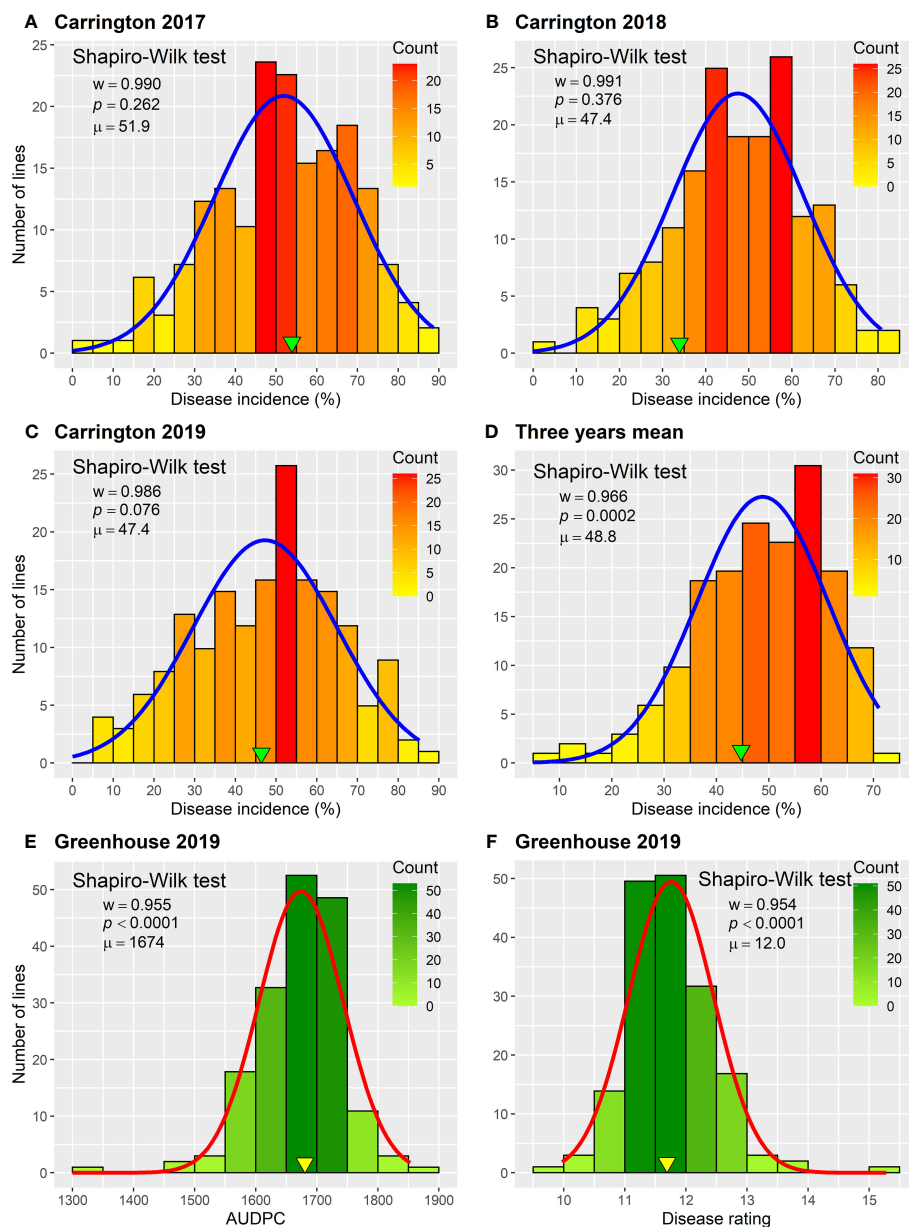 A Carrington 2017
Shapiro-Wilk test
w = 0.990
p = 0.262
μ = 51.9
Count
20
15
10
5
Number of lines
25
20
15
10
5
0
0 10 20 30 40 50 60 70 80 90
Disease incidence (%)
B Carrington 2018
Shapiro-Wilk test
w = 0.991
p = 0.376
μ = 47.4
Count
25
20
15
10
5
0
25
20
15
10
5
0
0 10 20 30 40 50 60 70 80
Disease incidence (%)
C Carrington 2019
Shapiro-Wilk test
w = 0.986
p = 0.076
μ = 47.4
Count
25
20
15
10
5
0
Number of lines
25
20
15
10
5
0
0 10 20 30 40 50 60 70 80 90
Disease incidence (%)
D Three years mean
Shapiro-Wilk test
w = 0.966
p = 0.0002
μ = 48.8
Count
30
20
10
30
25
20
15
10
5
0
10 20 30 40 50 60 70
Disease incidence (%)
E Greenhouse 2019
Shapiro-Wilk test
w = 0.955
p < 0.0001
μ = 1674
Count
50
40
30
20
10
0
Number of lines
50
40
30
20
10
0
1300 1400 1500 1600 1700 1800 1900
AUDPC
F Greenhouse 2019
Shapiro-Wilk test
w = 0.954
p < 0.0001
μ = 12.0
Count
50
40
30
20
10
0
50
40
30
20
10
0
10 11 12 13 14 15
Disease rating